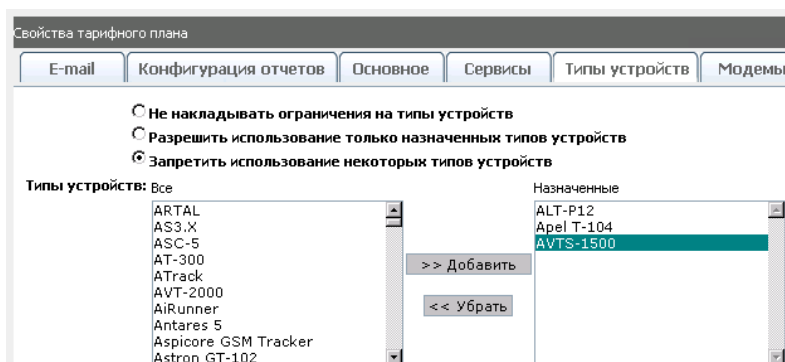 Свойства тарифного плана
E-mail Конфигурация отчетов Основное Сервисы Типы устройств Модемы
Не накладывать ограничения на типы устройств
Разрешить использование только назначенных типов устройств
Запретить использование некоторых типов устройств
Типы устройств: Все Назначенные
ARTAL ALT-P12
AS3.X Apel T-104
ASC-5 AVTS-1500
AT-300 >> Добавить
ATrack
AVT-2000
AiRunner << Убрать
Antares 5
Aspicore GSM Tracker
Astron GT-102